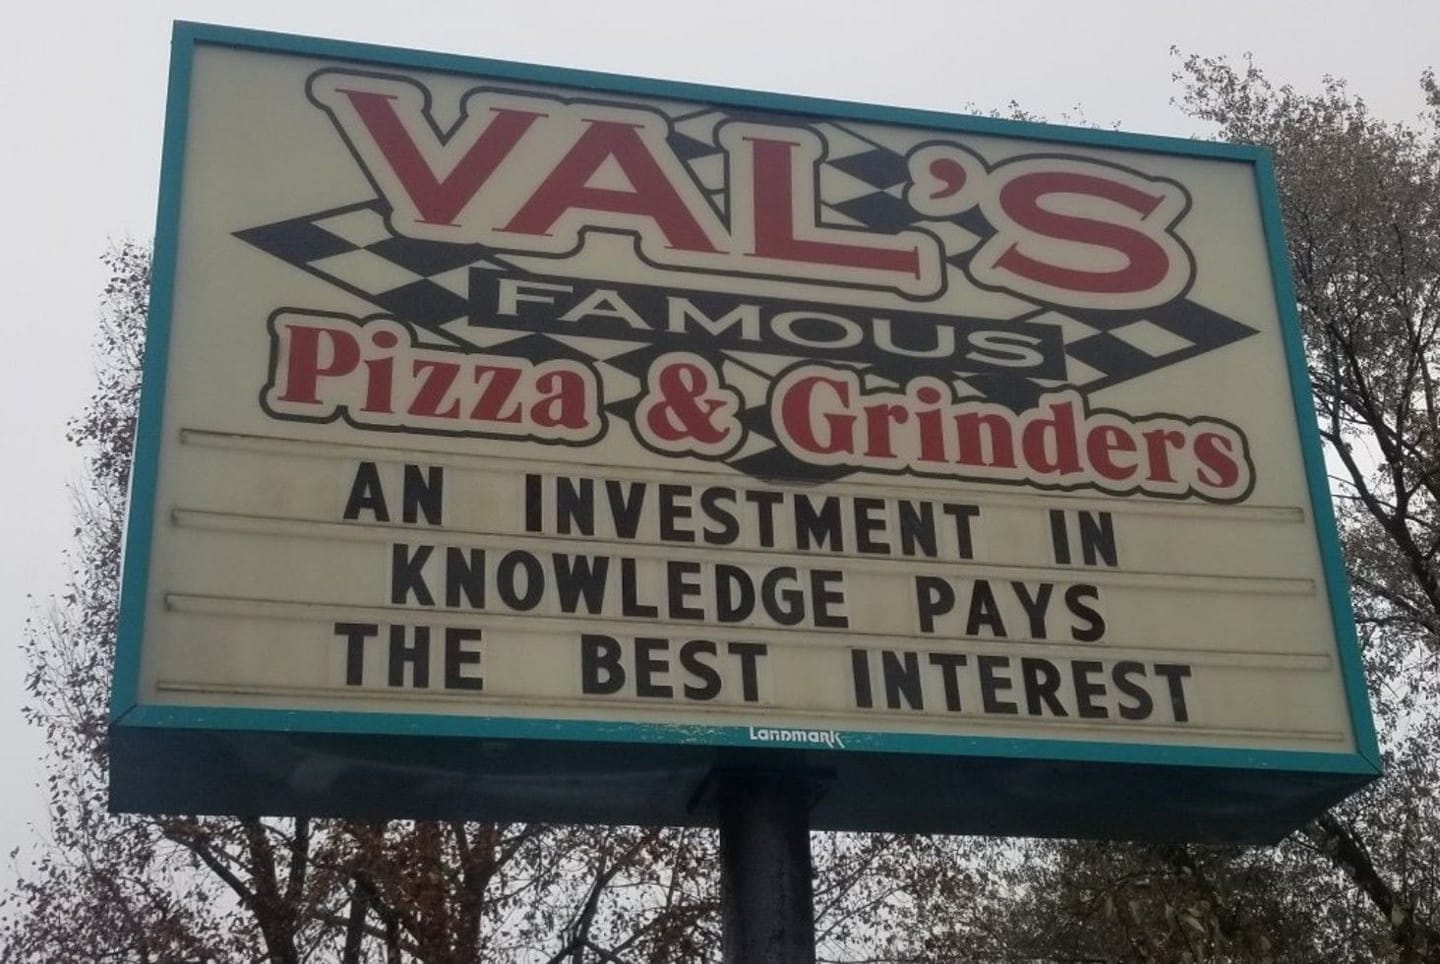 VAL'S
FAMOUS
Pizza & Grinders
AN INVESTMENT IN
KNOWLEDGE PAYS
THE BEST INTEREST
Landmark